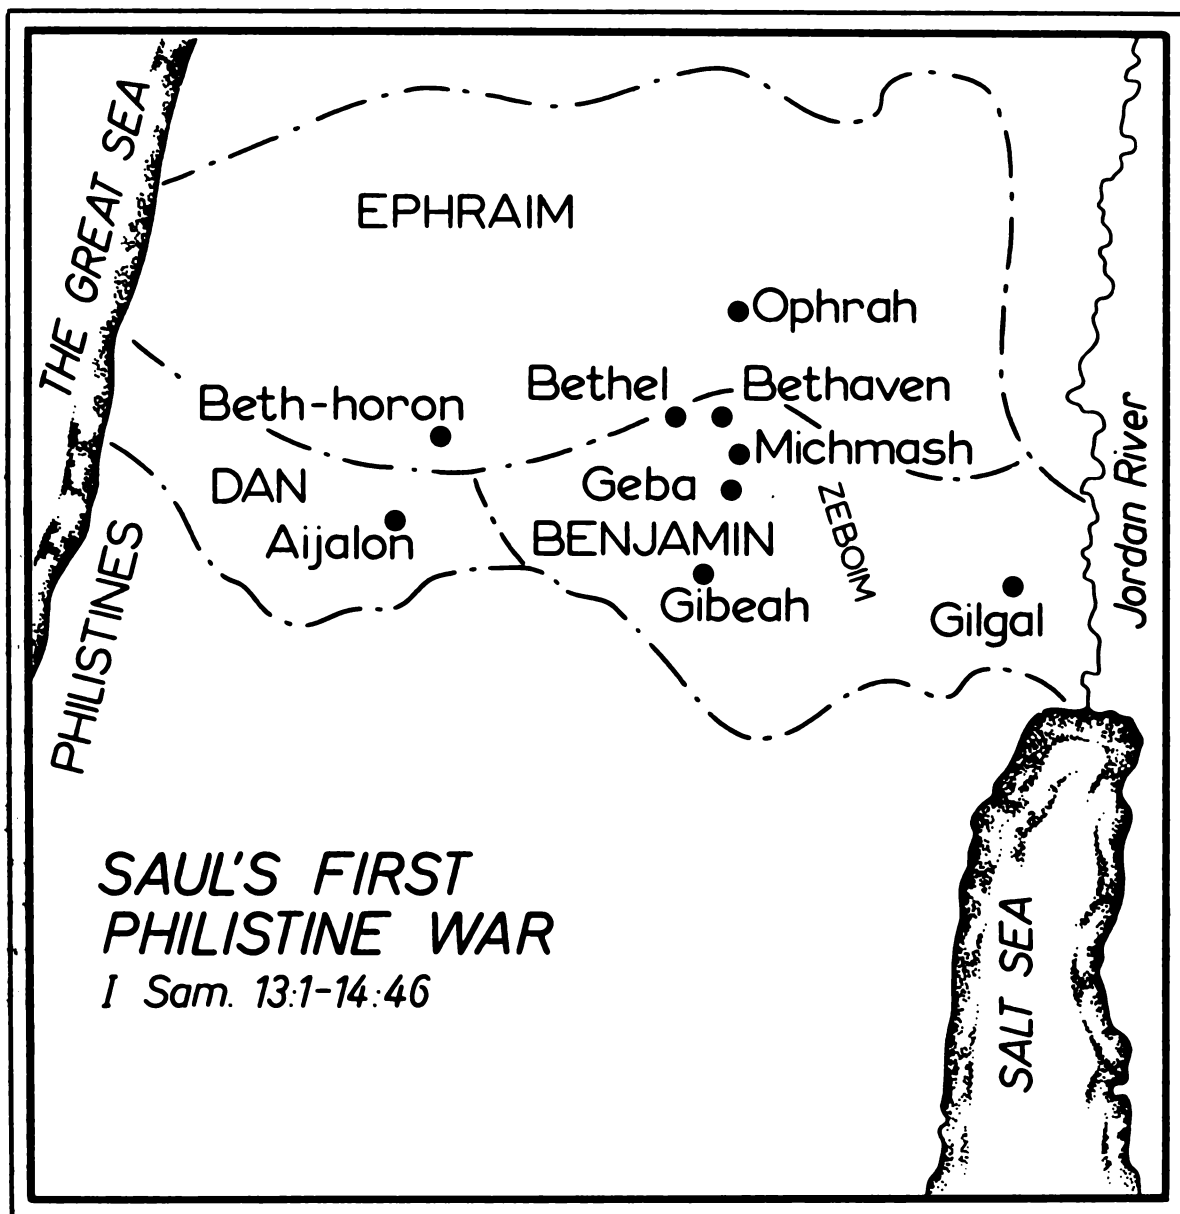 THE GREAT SEA
EPHRAIM
Ophrah
Bethel
Bethaven
Beth-horon
Michmash
DAN
Geba
ZEBOIM
Aijalon
BENJAMIN
Gibeah
Gilgal
Jordan River
PHILISTINES
SAUL'S FIRST
PHILISTINE WAR
I Sam. 13:1-14:46
SALT SEA